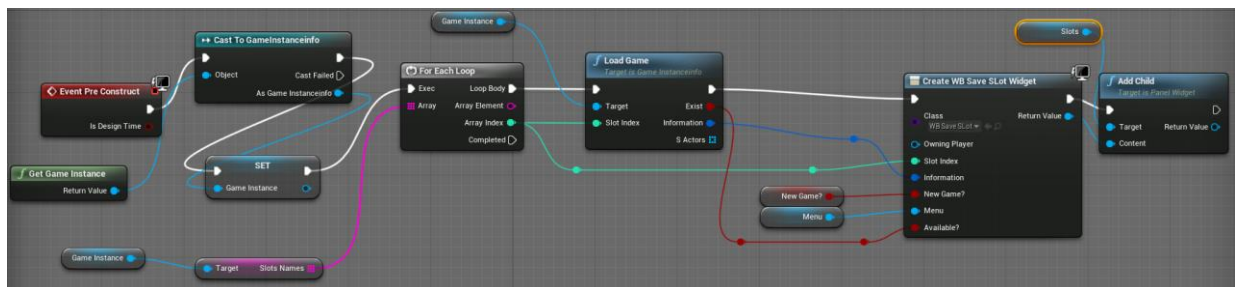 Event Pre Construct
Is Design Time
Get Game Instance
Return Value
Cast To GameInstanceinfo
Object
Cast Failed
As Game Instanceinfo
SET
Game Instance
Game Instance
Target
Slots Names
For Each Loop
Exec
Loop Body
Array
Array Element
Array Index
Completed
Game Instance
Load Game
Target is Game Instanceinfo
Target
Exist
Slot Index
Information
S Actors
New Game?
Menu
Create WB Save SLot Widget
Class
Return Value
WB Save SLot
Owning Player
Slot Index
Information
New Game?
Menu
Available?
Slots
Add Child
Target is Panel Widget
Target
Return Value
Content